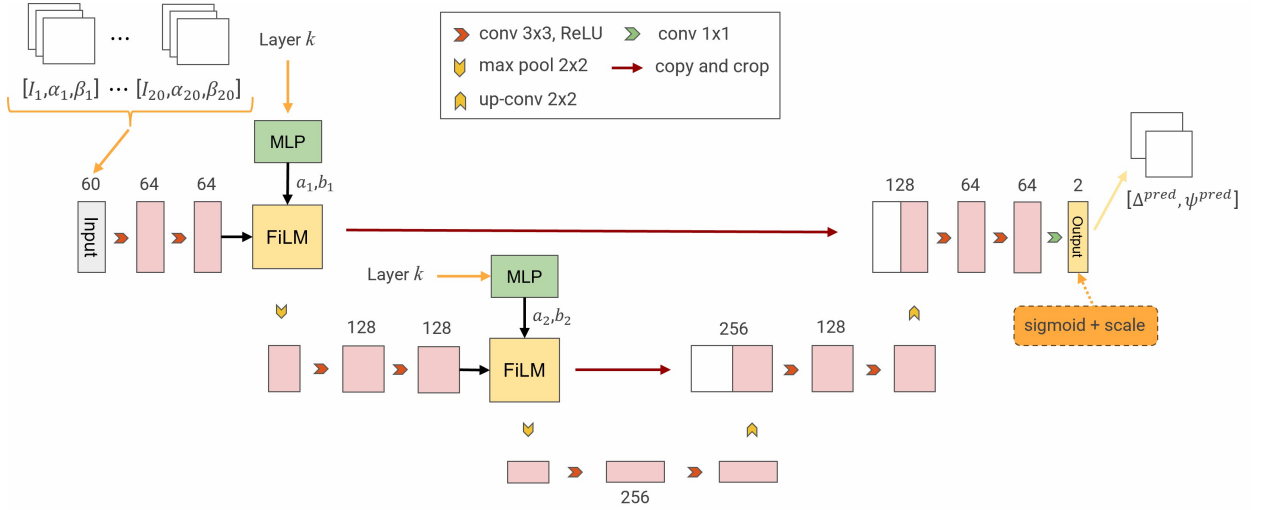 conv 3x3, ReLU
conv 1x1
max pool 2x2
copy and crop
up-conv 2x2
... 
Layer k
[I₁,α₁,β₁] ... [I₂₀,α₂₀,β₂₀]
MLP
a₁,b₁
60
64
64
Input
FiLM
128
64
64
2
Output
[Δᵖʳᵉᵈ, ψᵖʳᵉᵈ]
Layer k
MLP
a₂,b₂
sigmoid + scale
128
128
FiLM
256
128
256